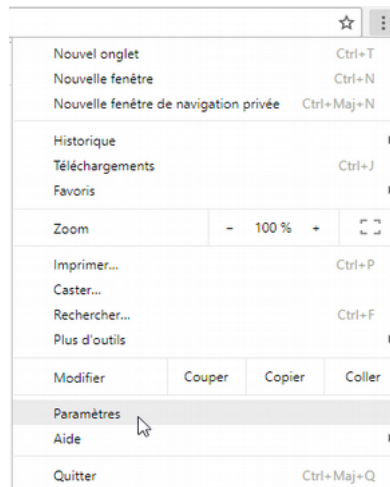 Nouvel onglet Ctrl+T
Nouvelle fenêtre Ctrl+N
Nouvelle fenêtre de navigation privée Ctrl+Maj+N
Historique
Téléchargements Ctrl+J
Favoris
Zoom - 100 % +
Imprimer... Ctrl+P
Caster...
Rechercher... Ctrl+F
Plus d'outils
Modifier Couper Copier Coller
Paramètres
Aide
Quitter Ctrl+Maj+Q